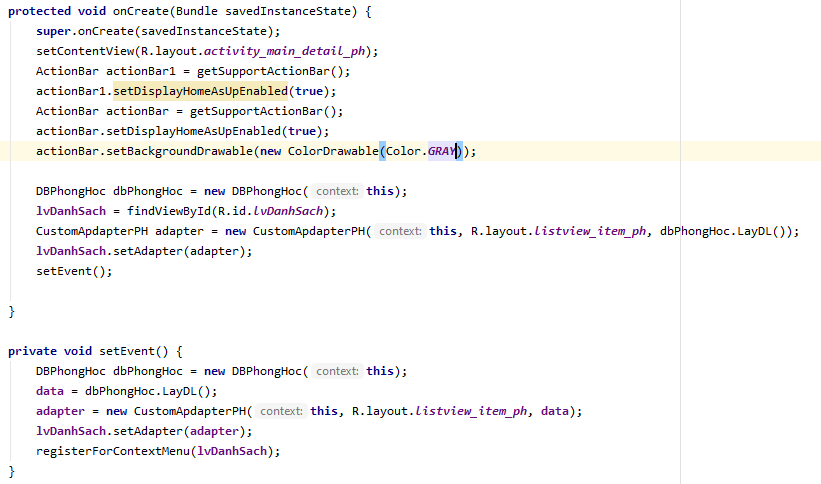 protected void onCreate(Bundle savedInstanceState) {
super.onCreate(savedInstanceState);
setContentView(R.layout.activity_main_detail_ph);
ActionBar actionBar1 = getSupportActionBar();
actionBar1.setDisplayHomeAsUpEnabled(true);
ActionBar actionBar = getSupportActionBar();
actionBar.setDisplayHomeAsUpEnabled(true);
actionBar.setBackgroundDrawable(new ColorDrawable(Color.GRAY));
DBPhongHoc dbPhongHoc = new DBPhongHoc( context: this);
lvDanhSach = findViewById(R.id.lvDanhSach);
CustomApdapterPH adapter = new CustomApdapterPH( context: this, R.layout.listview_item_ph, dbPhongHoc.LayDL());
lvDanhSach.setAdapter(adapter);
setEvent();
}
private void setEvent() {
DBPhongHoc dbPhongHoc = new DBPhongHoc( context: this);
data = dbPhongHoc.LayDL();
adapter = new CustomApdapterPH( context: this, R.layout.listview_item_ph, data);
lvDanhSach.setAdapter(adapter);
registerForContextMenu(lvDanhSach);
}